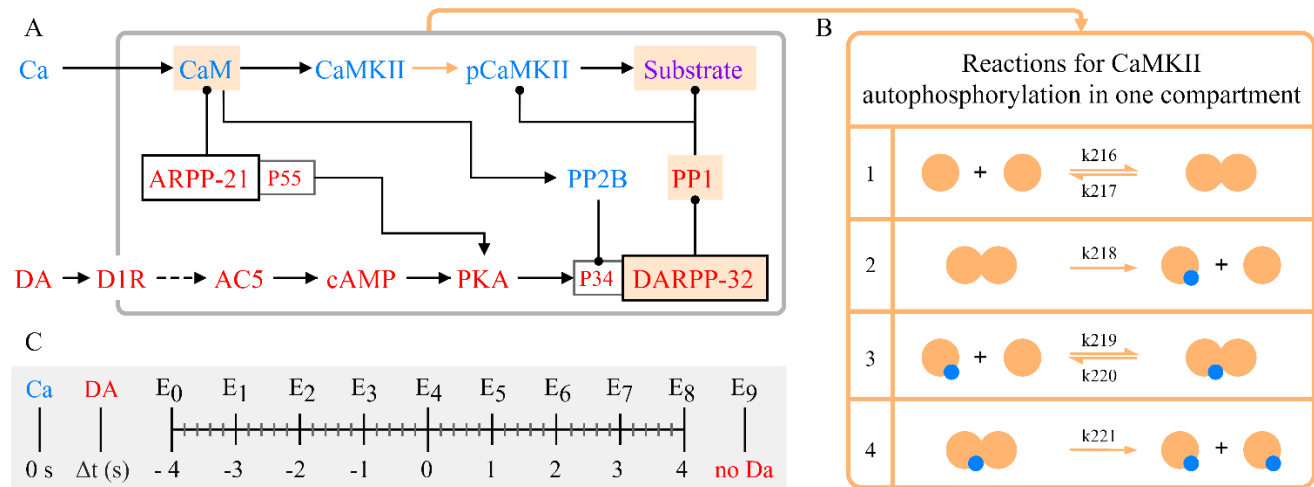 A
Ca CaM CaMKII pCaMKII Substrate
ARPP-21 P55 PP2B PP1
DA D1R AC5 cAMP PKA P34 DARPP-32
B
Reactions for CaMKII
autophosphorylation in one compartment
1 + k216
k217
2 k218 +
3 + k219
k220
4 k221 +
C
Ca DA E0 E1 E2 E3 E4 E5 E6 E7 E8 E9
0 s Δt (s) - 4 -3 -2 -1 0 1 2 3 4 no Da